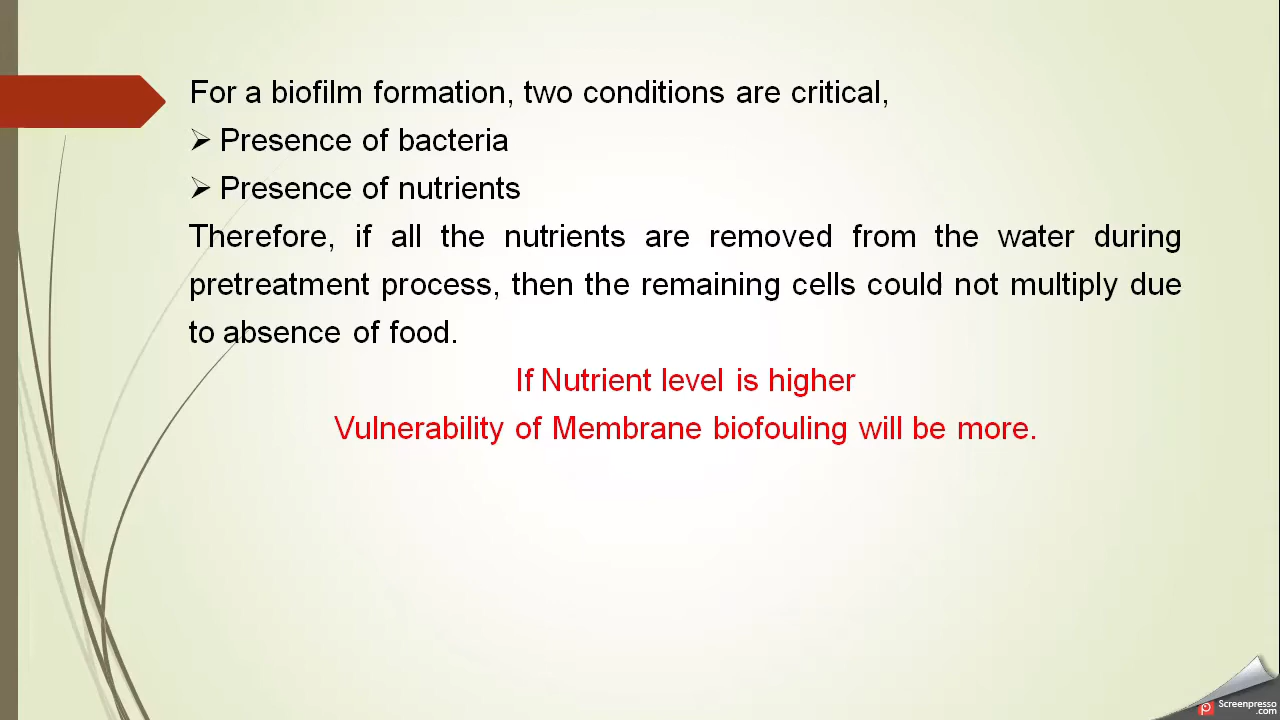 For a biofilm formation, two conditions are critical,
➢ Presence of bacteria
➢ Presence of nutrients
Therefore, if all the nutrients are removed from the water during
pretreatment process, then the remaining cells could not multiply due
to absence of food.
If Nutrient level is higher
Vulnerability of Membrane biofouling will be more.
Screenpresso
.com